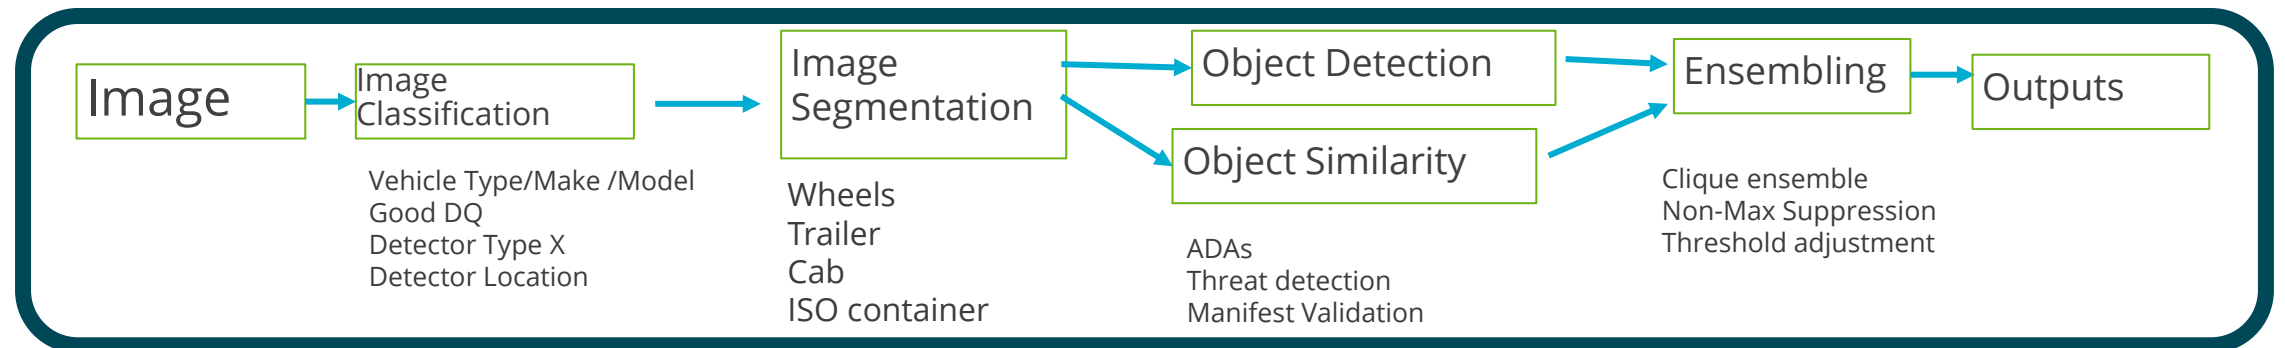 Image
Image
Classification
Vehicle Type/Make /Model
Good DQ
Detector Type X
Detector Location
Image
Segmentation
Wheels
Trailer
Cab
ISO container
Object Detection
Object Similarity
ADAs
Threat detection
Manifest Validation
Ensembling
Clique ensemble
Non-Max Suppression
Threshold adjustment
Outputs